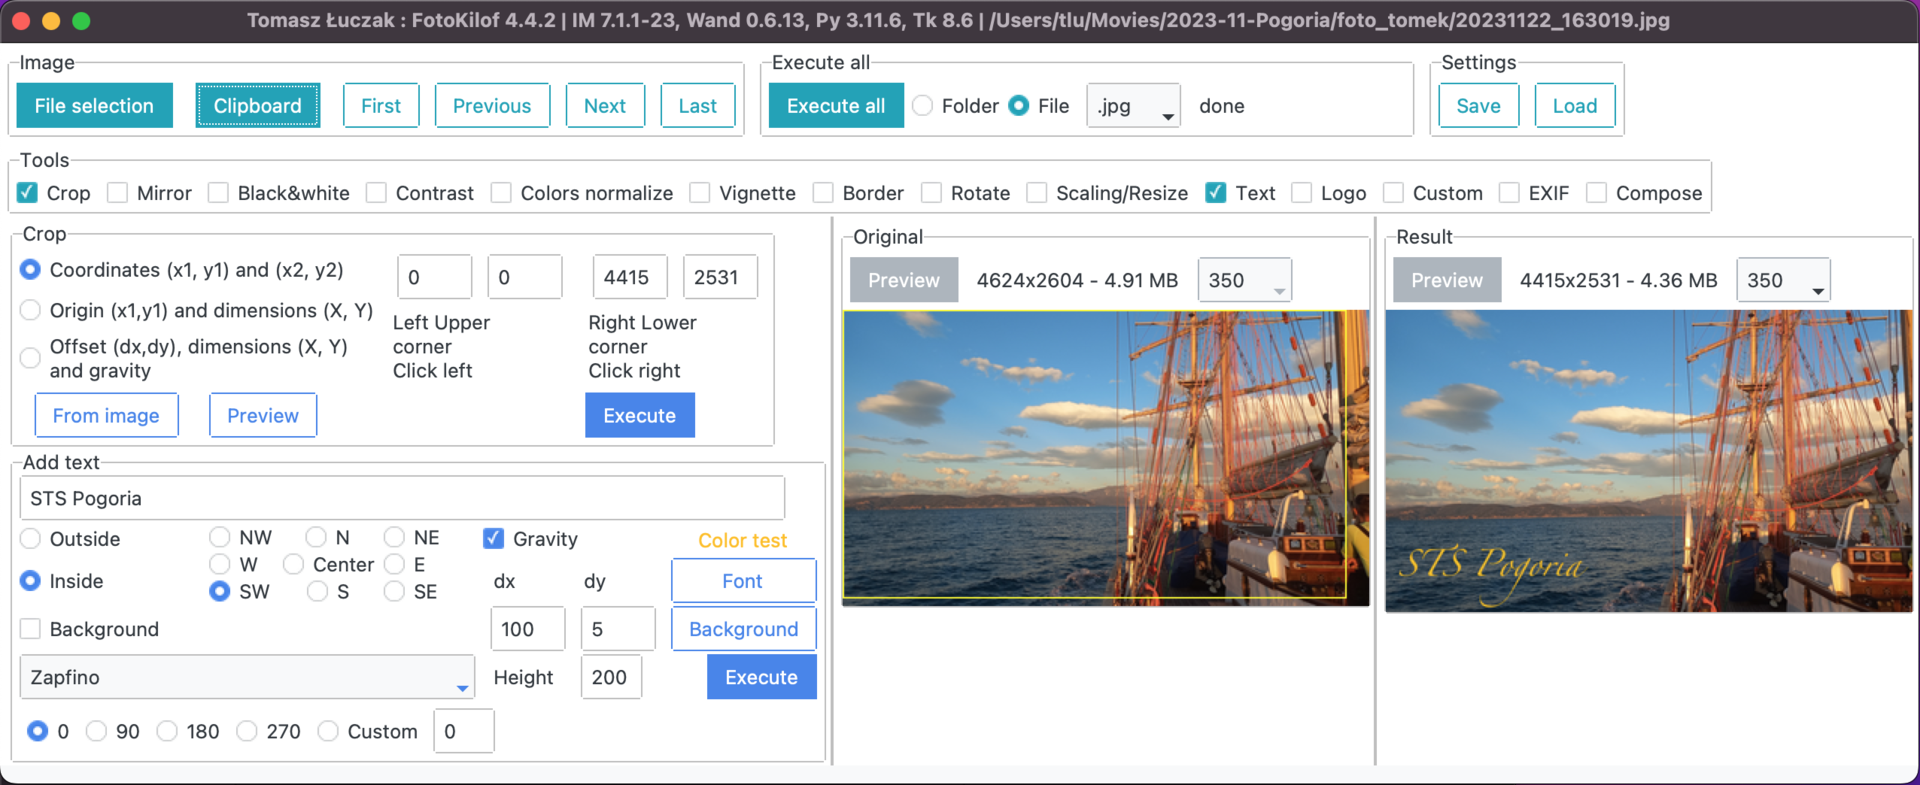 Tomasz Łuczak : FotoKilof 4.4.2 | IM 7.1.1-23, Wand 0.6.13, Py 3.11.6, Tk 8.6 | /Users/tlu/Movies/2023-11-Pogoria/foto_tomek/20231122_163019.jpg
Image
File selection Clipboard First Previous Next Last
Execute all
Execute all Folder File .jpg done
Settings
Save Load
Tools
Crop Mirror Black&white Contrast Colors normalize Vignette Border Rotate Scaling/Resize Text Logo Custom EXIF Compose
Crop
Coordinates (x1, y1) and (x2, y2) 0 0 4415 2531
Origin (x1,y1) and dimensions (X, Y)
Offset (dx,dy), dimensions (X, Y)
and gravity
Left Upper
corner
Click left
Right Lower
corner
Click right
From image Preview Execute
Add text
STS Pogoria
Outside NW N NE Gravity Color test
W Center E
Inside dx dy Font
SW S SE
Background 100 5 Background
Zapfino Height 200 Execute
0 90 180 270 Custom 0
Original
Preview 4624x2604 - 4.91 MB 350
Result
Preview 4415x2531 - 4.36 MB 350
STS Pogoria